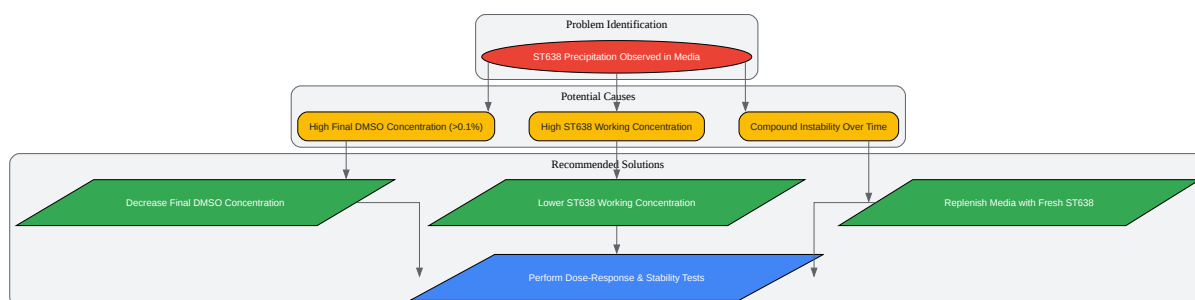 Problem Identification
ST638 Precipitation Observed in Media
Potential Causes
High Final DMSO Concentration (>0.1%)
High ST638 Working Concentration
Compound Instability Over Time
Recommended Solutions
Decrease Final DMSO Concentration
Lower ST638 Working Concentration
Replenish Media with Fresh ST638
Perform Dose-Response & Stability Tests